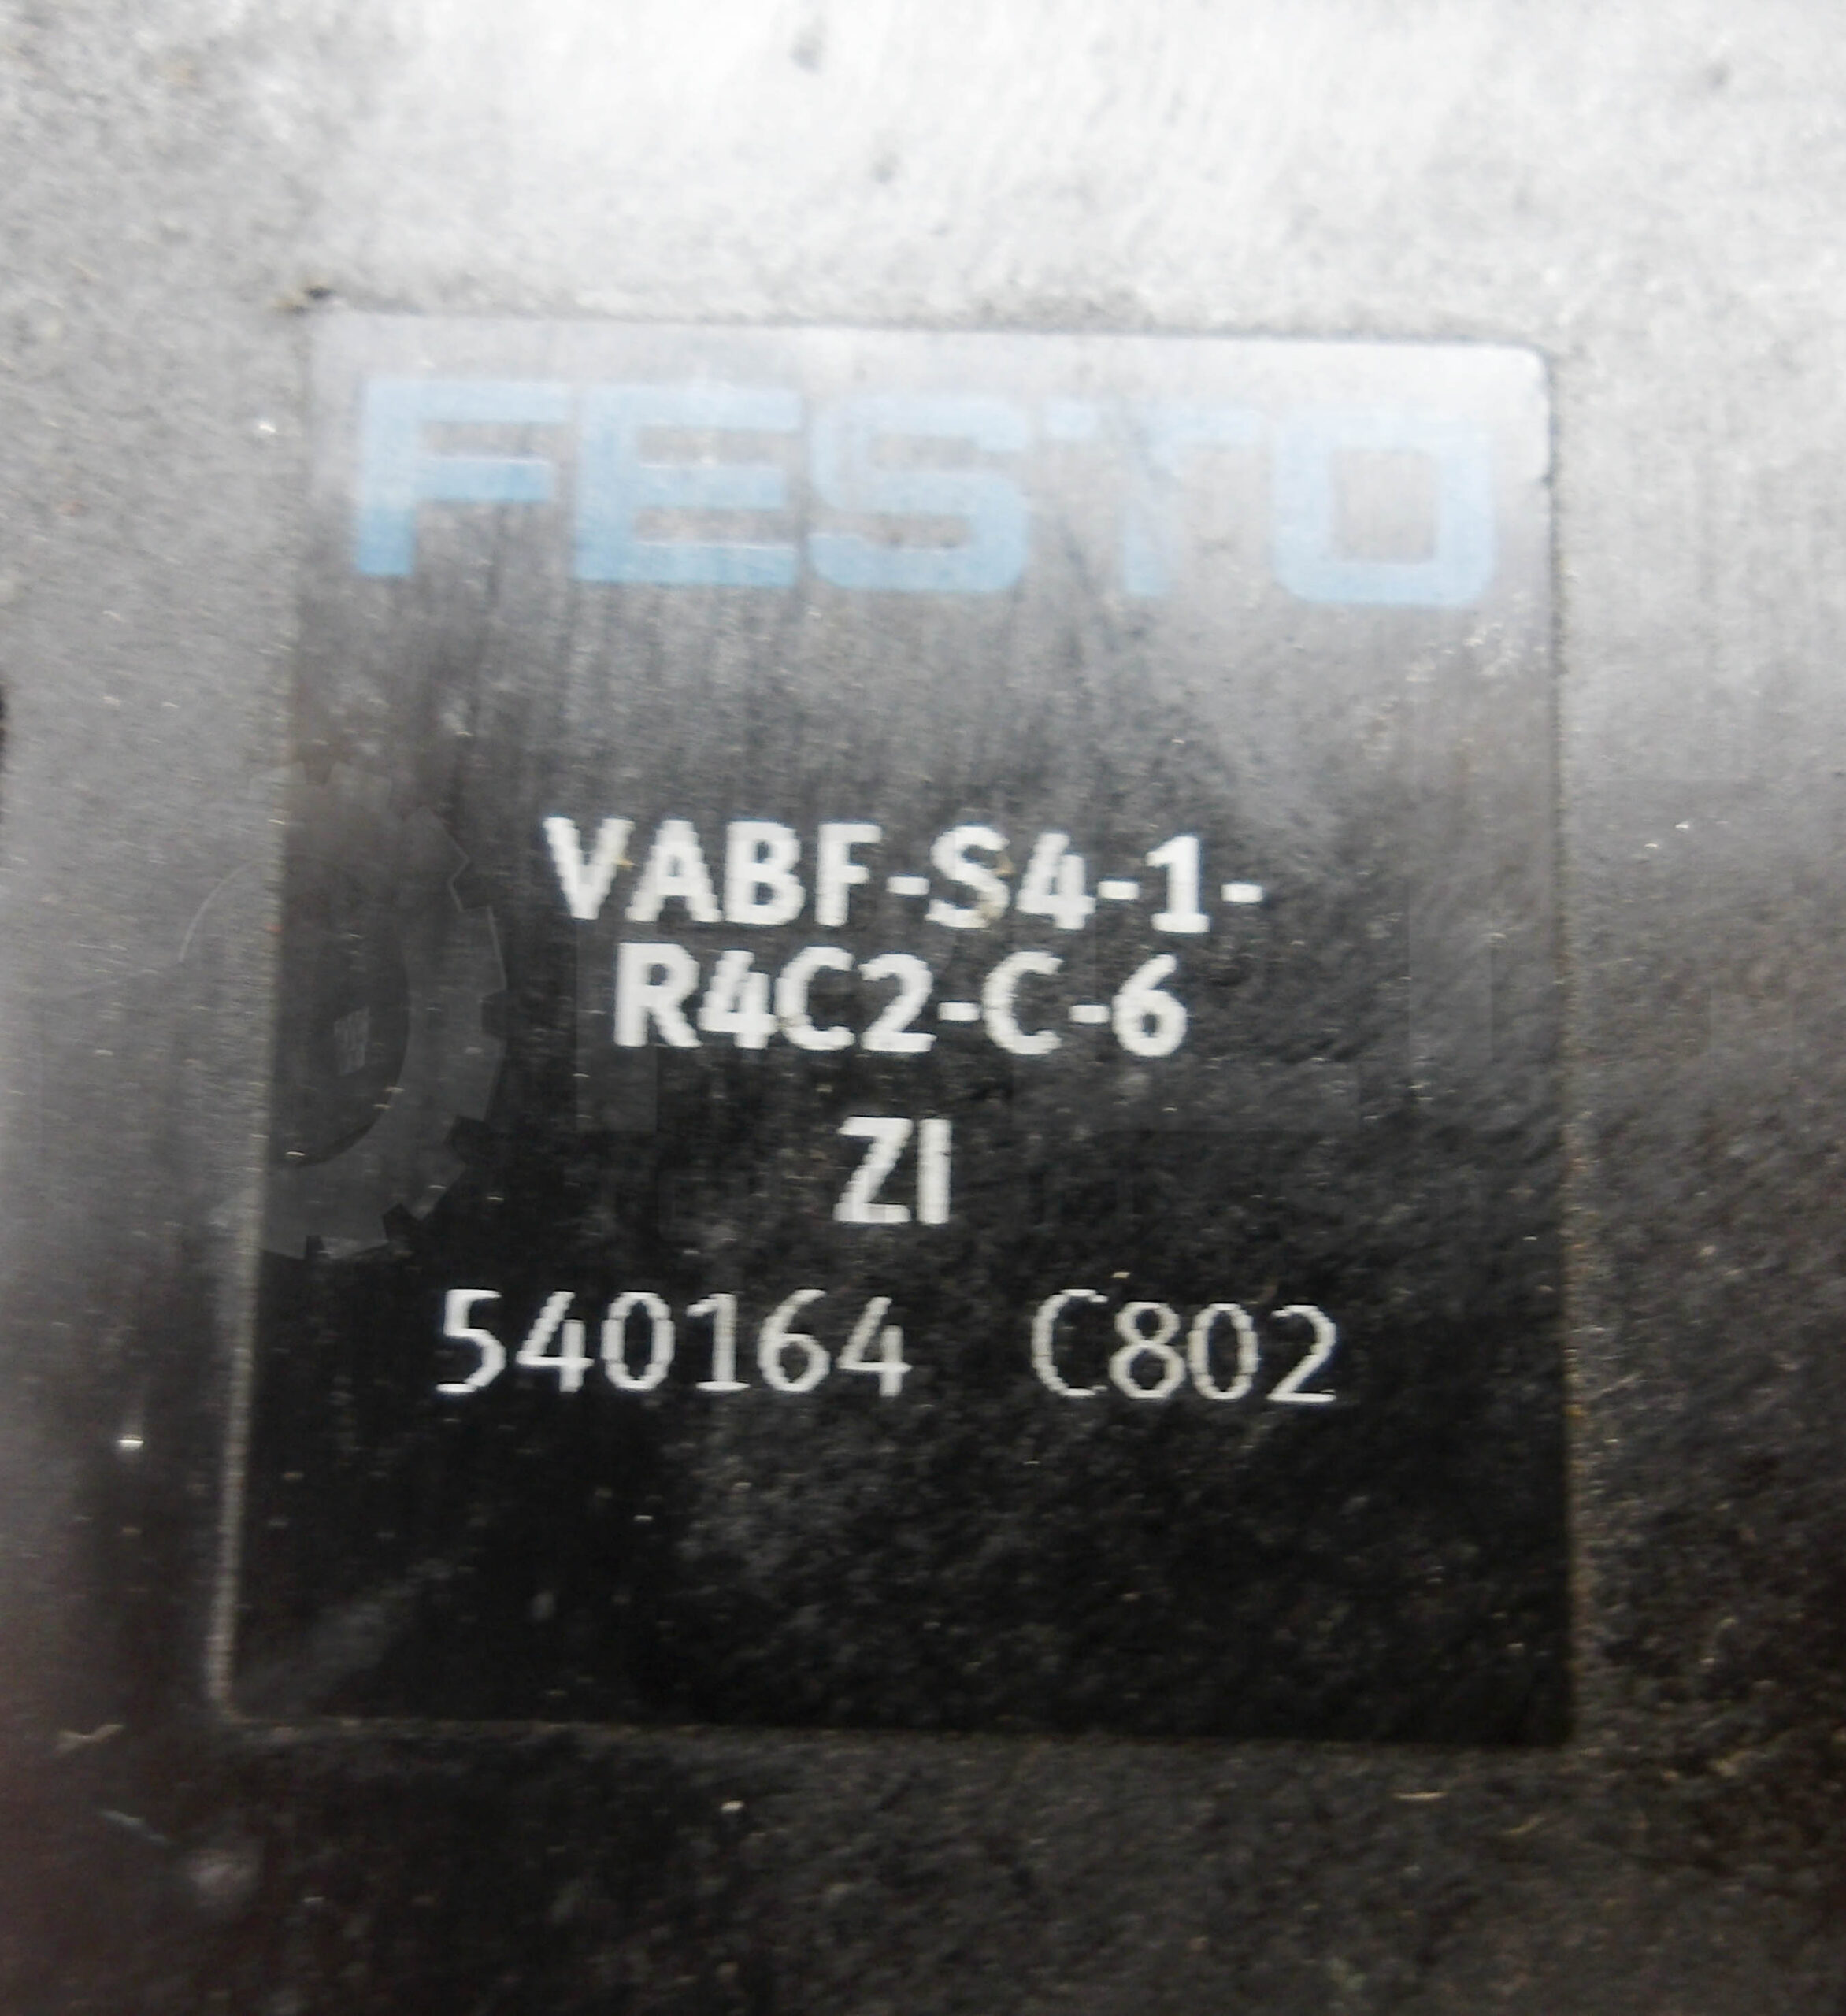 FESTO
VABF-S4-1-
R4C2-C-6
ZI
540164 C802